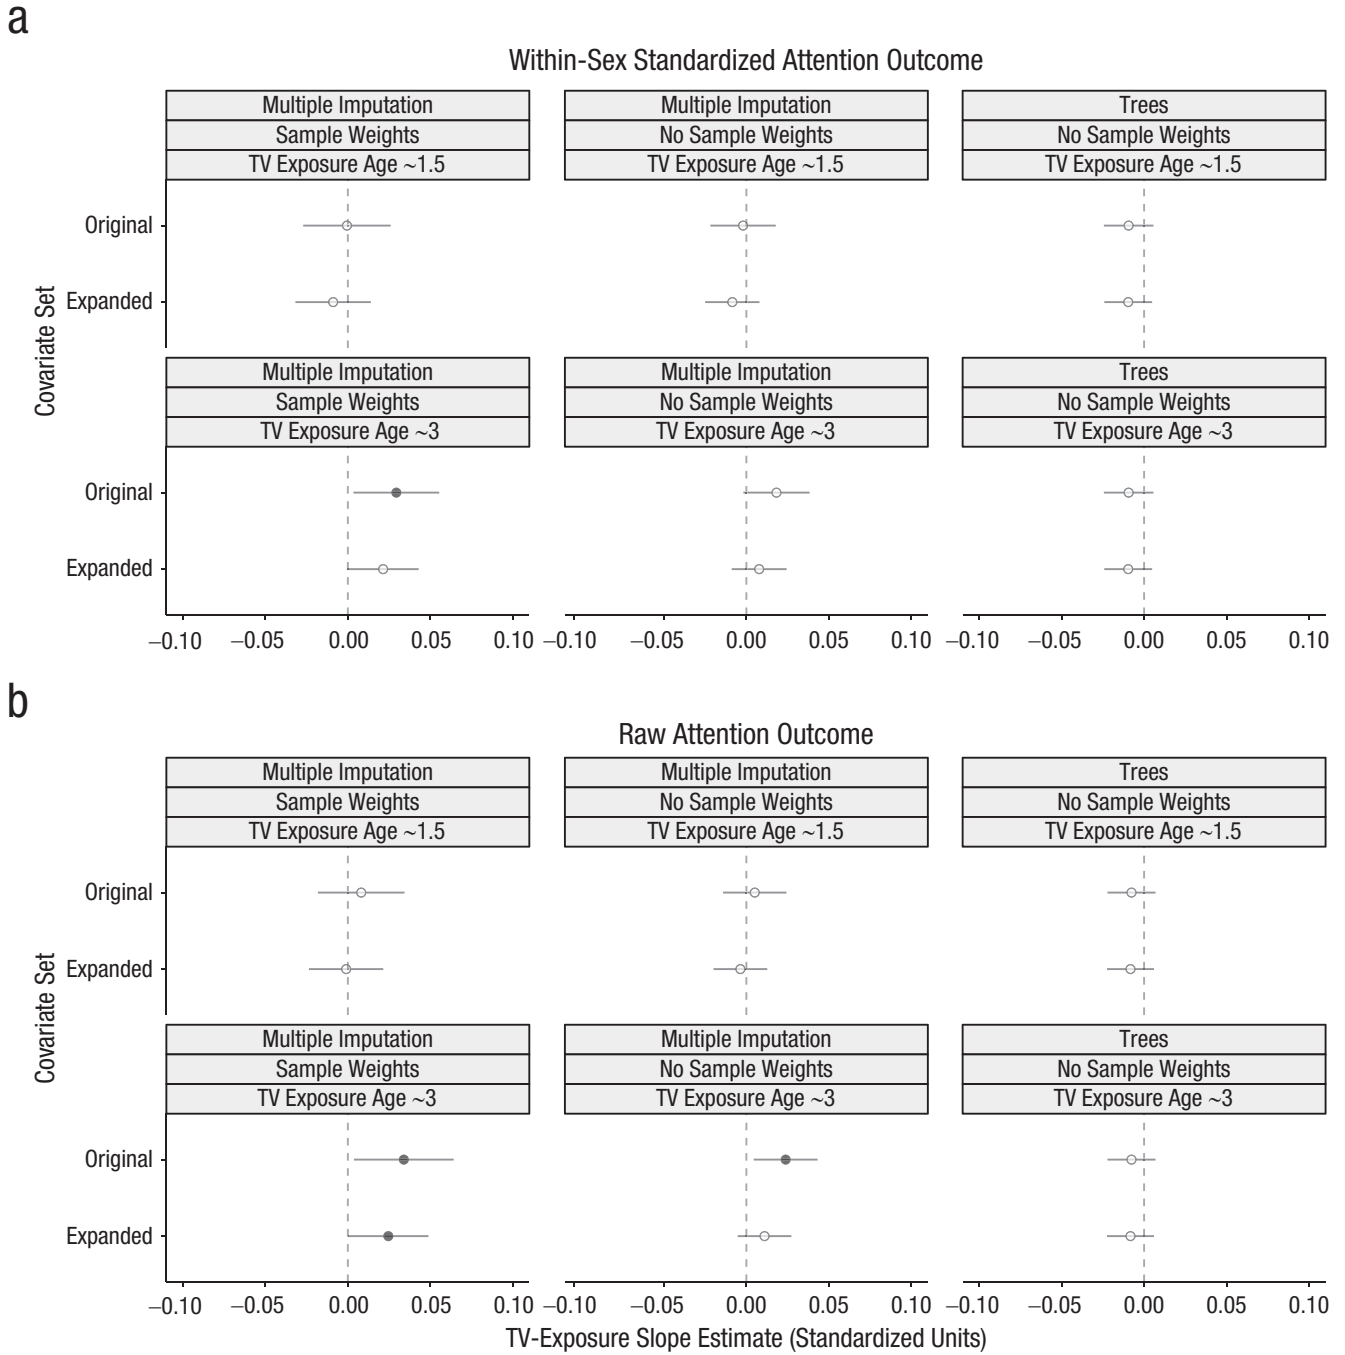 a
Within-Sex Standardized Attention Outcome
Multiple Imputation Multiple Imputation Trees
Sample Weights No Sample Weights No Sample Weights
TV Exposure Age ~1.5 TV Exposure Age ~1.5 TV Exposure Age ~1.5
Original
Expanded
Covariate Set
Multiple Imputation Multiple Imputation Trees
Sample Weights No Sample Weights No Sample Weights
TV Exposure Age ~3 TV Exposure Age ~3 TV Exposure Age ~3
Original
Expanded
−0.10 −0.05 0.00 0.05 0.10 −0.10 −0.05 0.00 0.05 0.10 −0.10 −0.05 0.00 0.05 0.10
b
Raw Attention Outcome
Multiple Imputation Multiple Imputation Trees
Sample Weights No Sample Weights No Sample Weights
TV Exposure Age ~1.5 TV Exposure Age ~1.5 TV Exposure Age ~1.5
Original
Expanded
Covariate Set
Multiple Imputation Multiple Imputation Trees
Sample Weights No Sample Weights No Sample Weights
TV Exposure Age ~3 TV Exposure Age ~3 TV Exposure Age ~3
Original
Expanded
−0.10 −0.05 0.00 0.05 0.10 −0.10 −0.05 0.00 0.05 0.10 −0.10 −0.05 0.00 0.05 0.10
TV-Exposure Slope Estimate (Standardized Units)